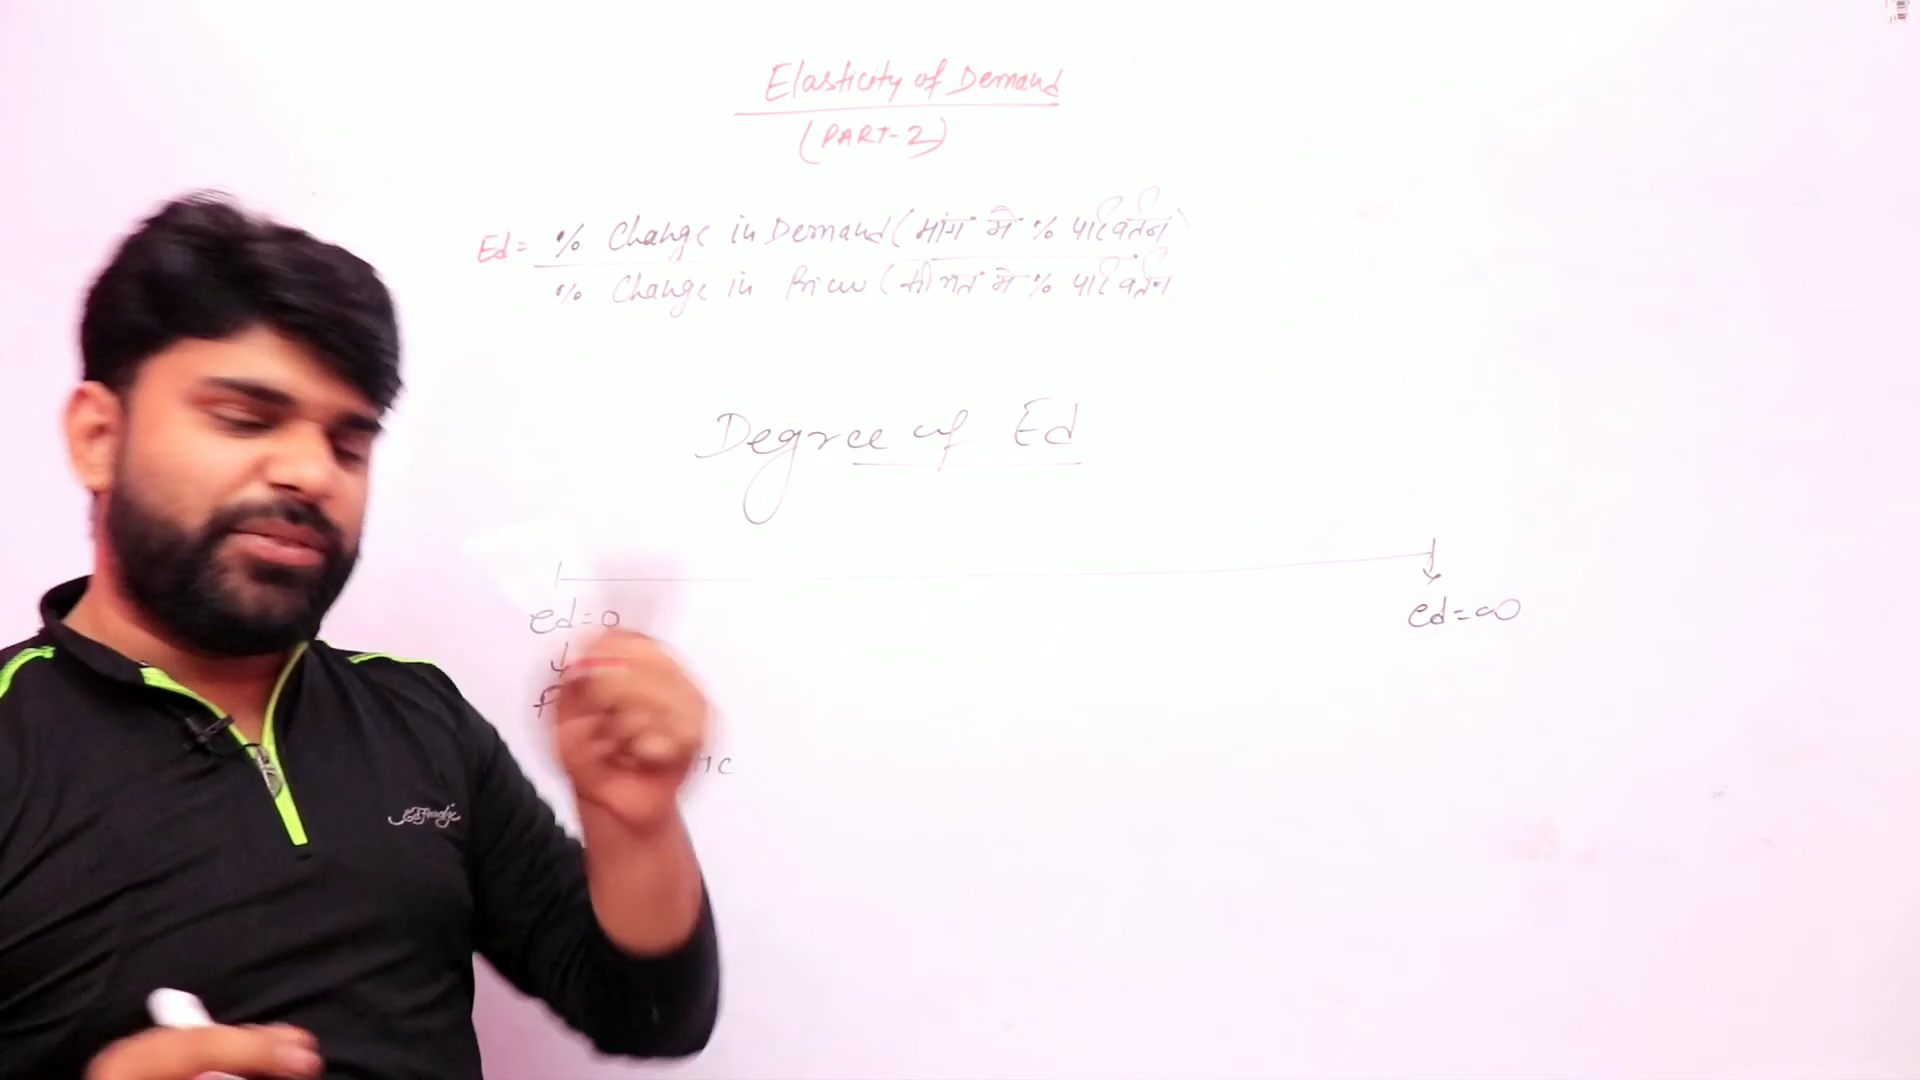 Elasticity of Demand
(PART-2)
Ed = % Change in Demand (मांग में % परिवर्तन)
% Change in Price (कीमत में % परिवर्तन
Degree of Ed
ed=0
ed=∞